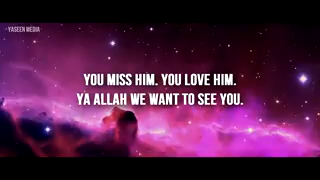 YASEEN MEDIA
YOU MISS HIM. YOU LOVE HIM.
YA ALLAH WE WANT TO SEE YOU.